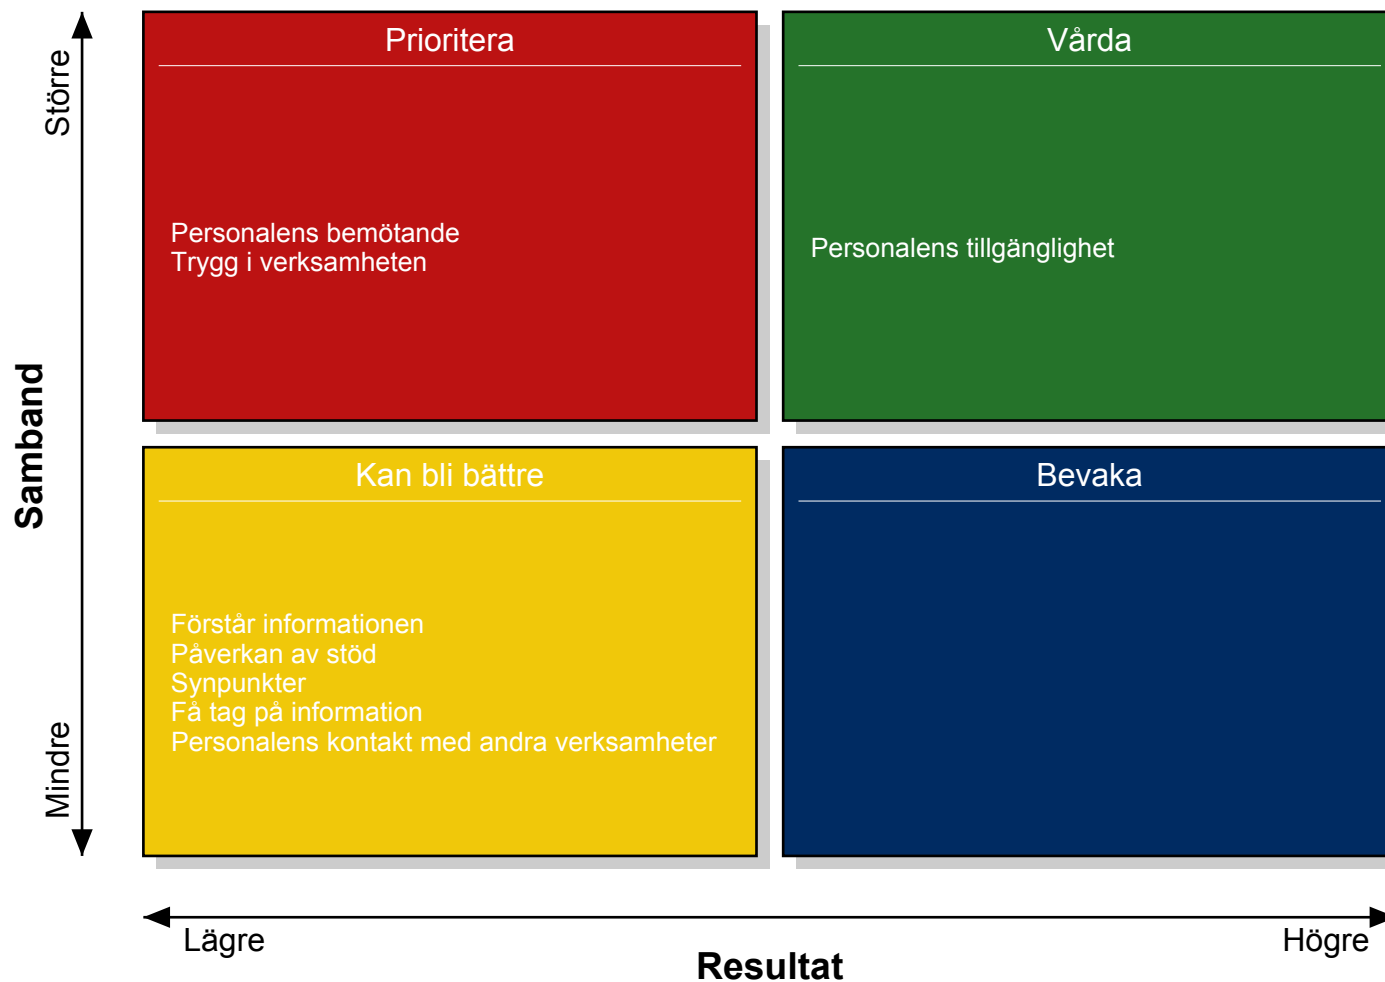 Samband
Större
Mindre
Prioritera
Personalens bemötande
Trygg i verksamheten
Vårda
Personalens tillgänglighet
Kan bli bättre
Förstår informationen
Påverkan av stöd
Synpunkter
Få tag på information
Personalens kontakt med andra verksamheter
Bevaka
Lägre
Högre
Resultat